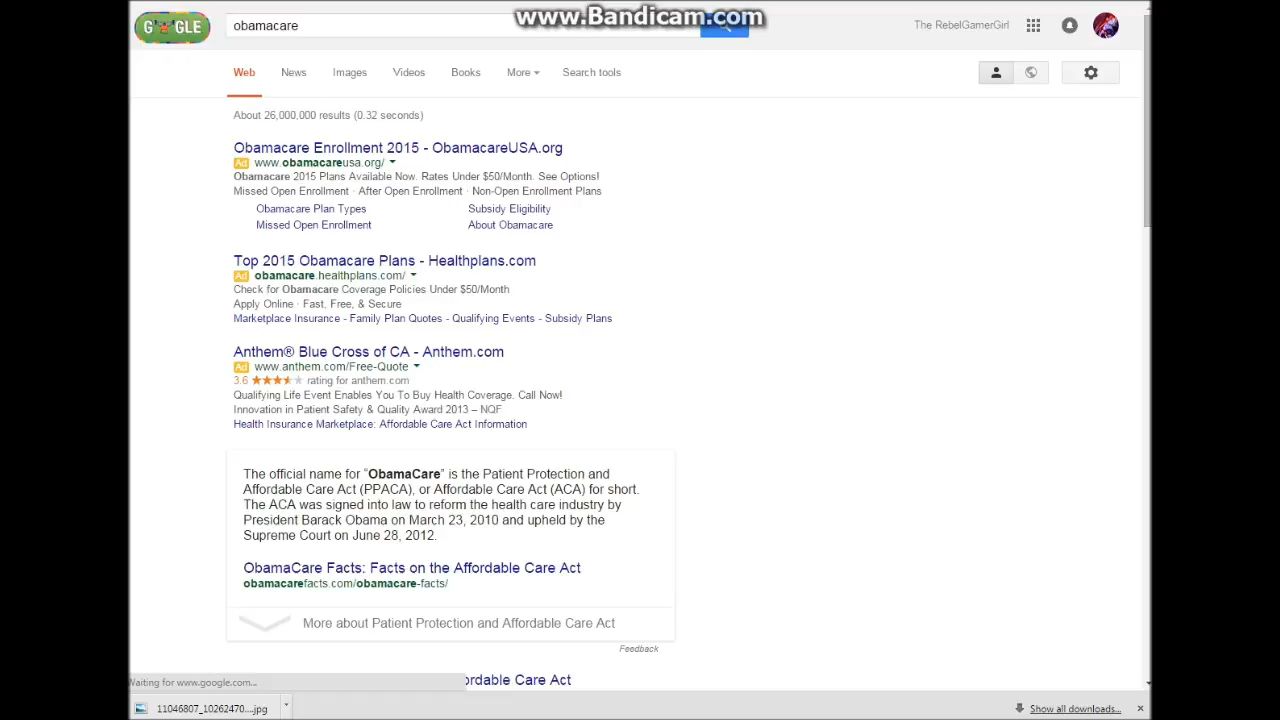 www.Bandicam.com
G GLE
obamacare
The RebelGamerGirl
Web News Images Videos Books More Search tools
About 26,000,000 results (0.32 seconds)
Obamacare Enrollment 2015 - ObamacareUSA.org
Ad www.obamacareusa.org/
Obamacare 2015 Plans Available Now. Rates Under $50/Month. See Options!
Missed Open Enrollment · After Open Enrollment · Non-Open Enrollment Plans
Obamacare Plan Types Subsidy Eligibility
Missed Open Enrollment About Obamacare
Top 2015 Obamacare Plans - Healthplans.com
Ad obamacare.healthplans.com/
Check for Obamacare Coverage Policies Under $50/Month
Apply Online · Fast, Free, & Secure
Marketplace Insurance - Family Plan Quotes - Qualifying Events - Subsidy Plans
Anthem® Blue Cross of CA - Anthem.com
Ad www.anthem.com/Free-Quote
3.6 ★★★★★ rating for anthem.com
Qualifying Life Event Enables You To Buy Health Coverage. Call Now!
Innovation in Patient Safety & Quality Award 2013 – NQF
Health Insurance Marketplace: Affordable Care Act Information
The official name for “ObamaCare” is the Patient Protection and
Affordable Care Act (PPACA), or Affordable Care Act (ACA) for short.
The ACA was signed into law to reform the health care industry by
President Barack Obama on March 23, 2010 and upheld by the
Supreme Court on June 28, 2012.
ObamaCare Facts: Facts on the Affordable Care Act
obamacarefacts.com/obamacare-facts/
More about Patient Protection and Affordable Care Act
Feedback
ordable Care Act
Waiting for www.google.com...
11046807_10262470....jpg
Show all downloads...